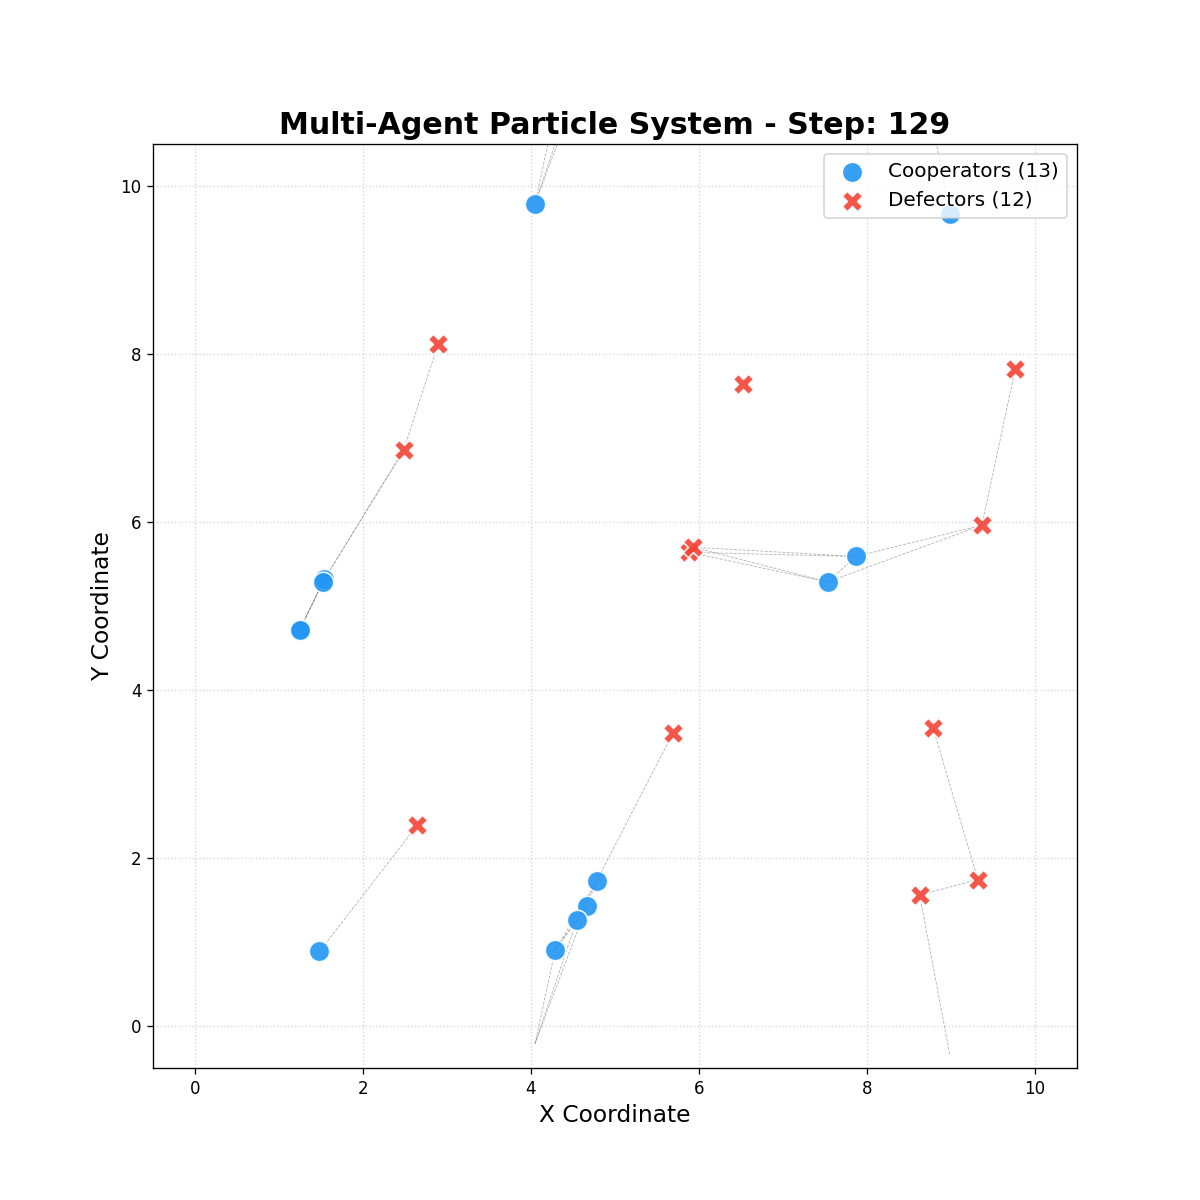 Multi-Agent Particle System - Step: 129
Cooperators (13)
Defectors (12)
10
8
6
4
2
0
Y Coordinate
0 2 4 6 8 10
X Coordinate